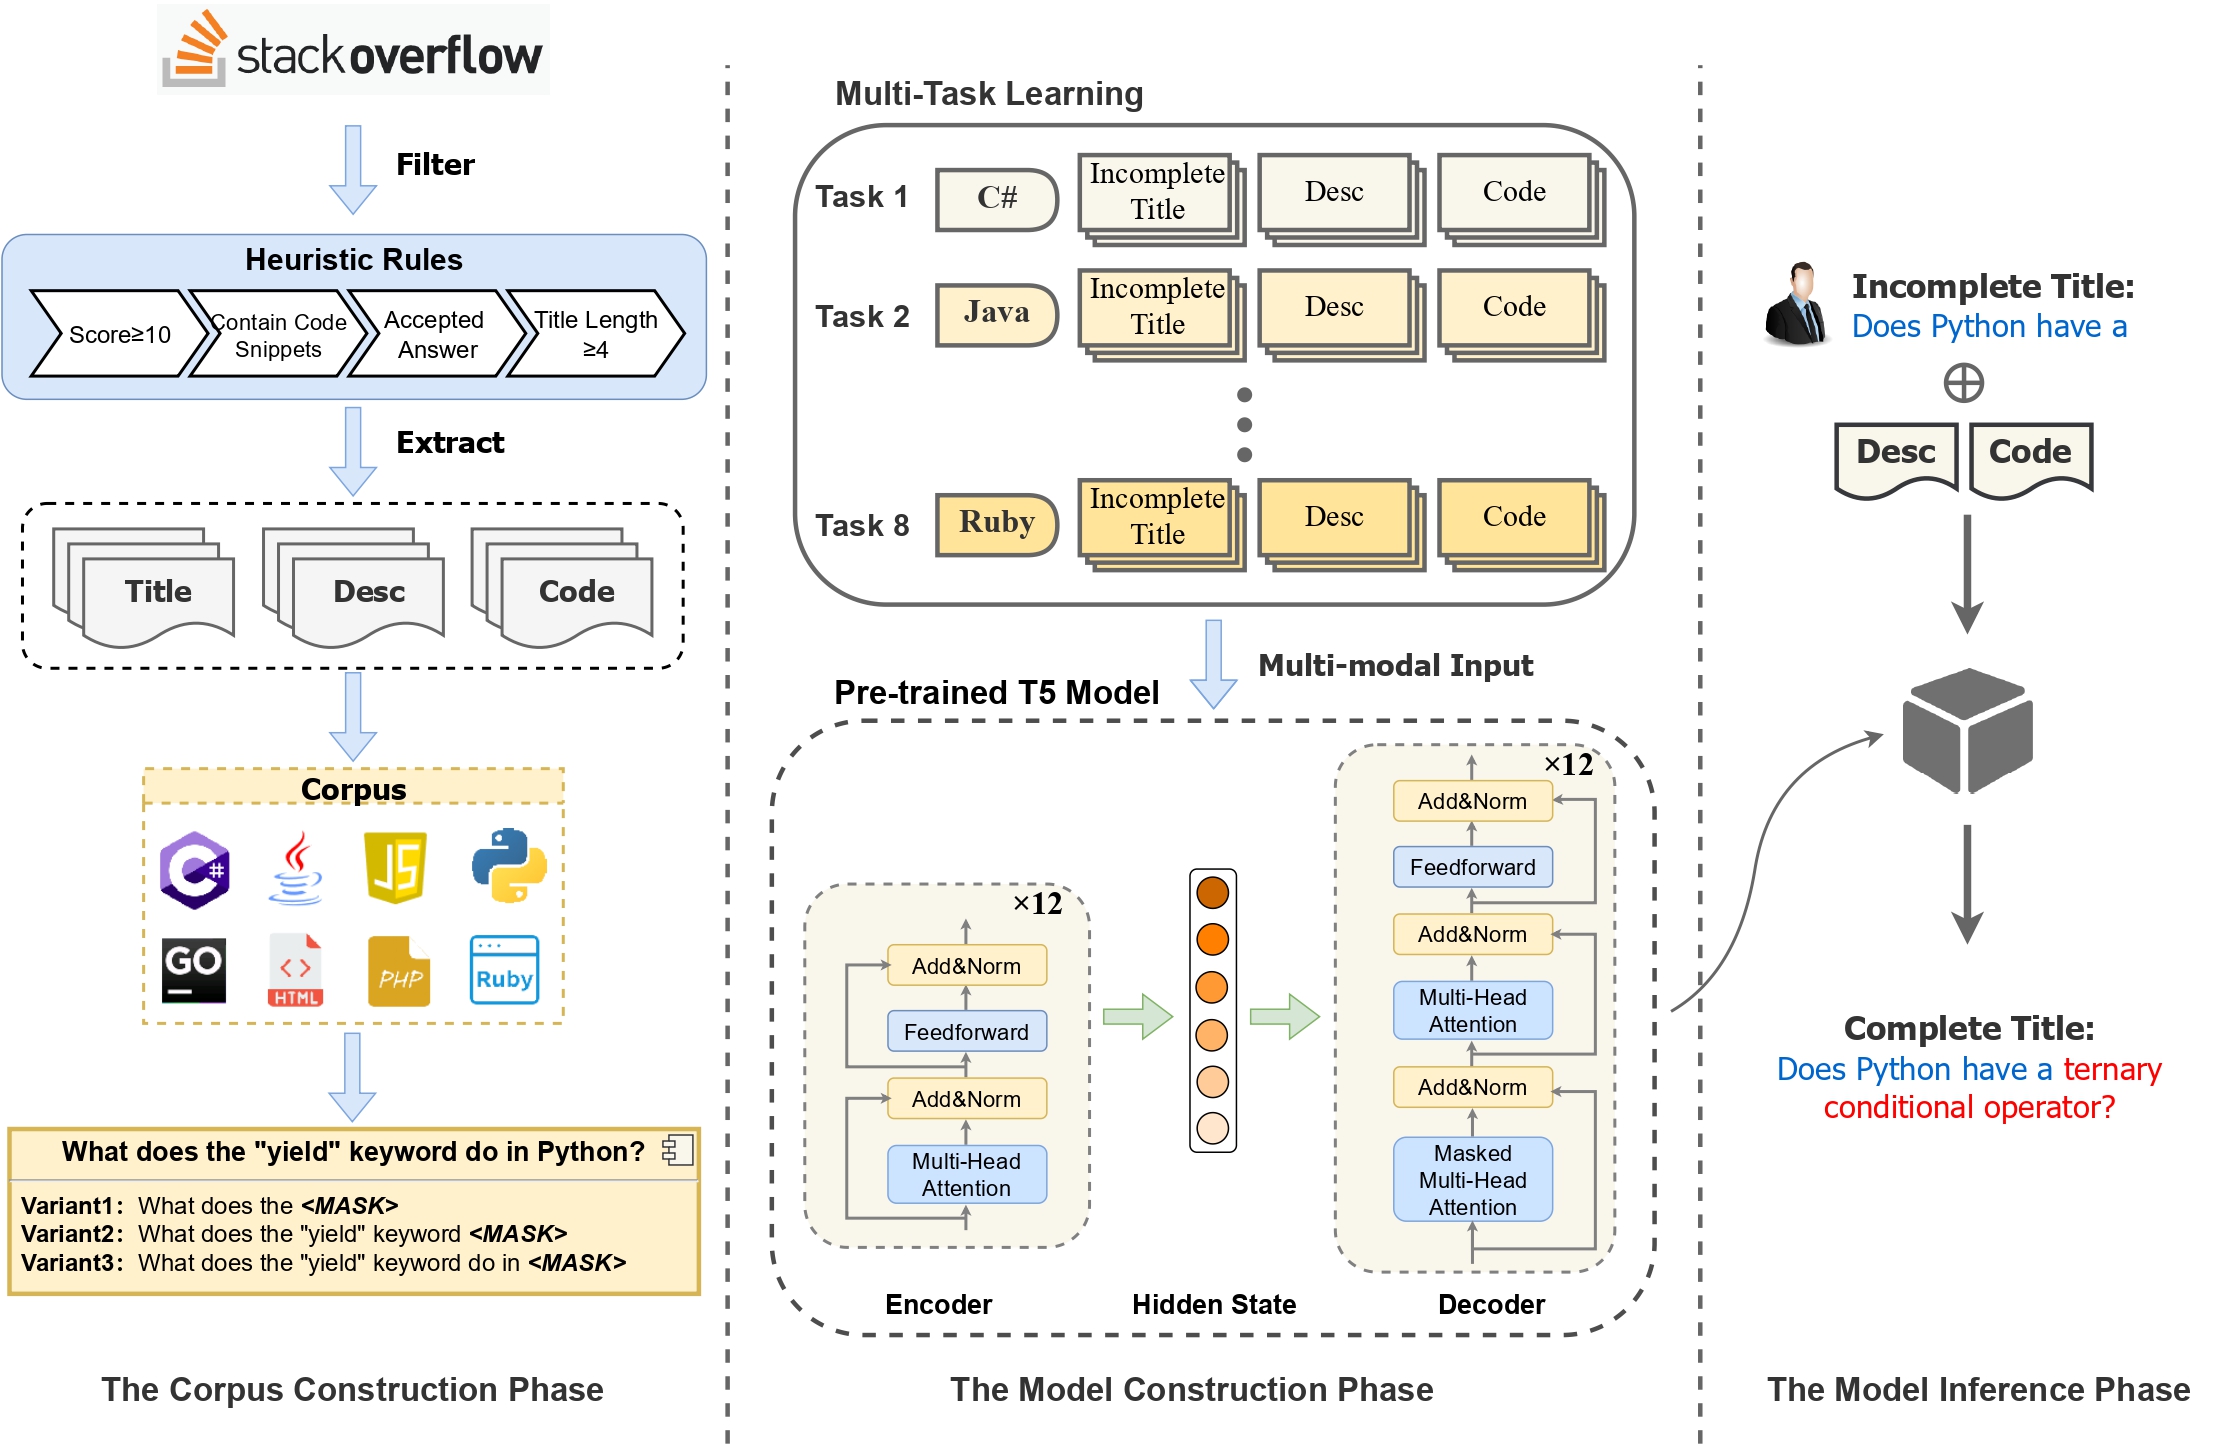 stackoverflow
Filter
Heuristic Rules
Score≥10
Contain Code
Snippets
Accepted
Answer
Title Length
≥4
Extract
Title
Desc
Code
Corpus
C#
JS
GO
HTML
PHP
Ruby
What does the "yield" keyword do in Python?
Variant1: What does the <MASK>
Variant2: What does the "yield" keyword <MASK>
Variant3: What does the "yield" keyword do in <MASK>
The Corpus Construction Phase
Multi-Task Learning
Task 1
C#
Incomplete
Title
Desc
Code
Task 2
Java
Incomplete
Title
Desc
Code
Task 8
Ruby
Incomplete
Title
Desc
Code
Multi-modal Input
Pre-trained T5 Model
×12
Add&Norm
Feedforward
Add&Norm
Multi-Head
Attention
Encoder
Hidden State
×12
Add&Norm
Feedforward
Add&Norm
Multi-Head
Attention
Add&Norm
Masked
Multi-Head
Attention
Decoder
The Model Construction Phase
Incomplete Title:
Does Python have a
Desc
Code
Complete Title:
Does Python have a ternary
conditional operator?
The Model Inference Phase